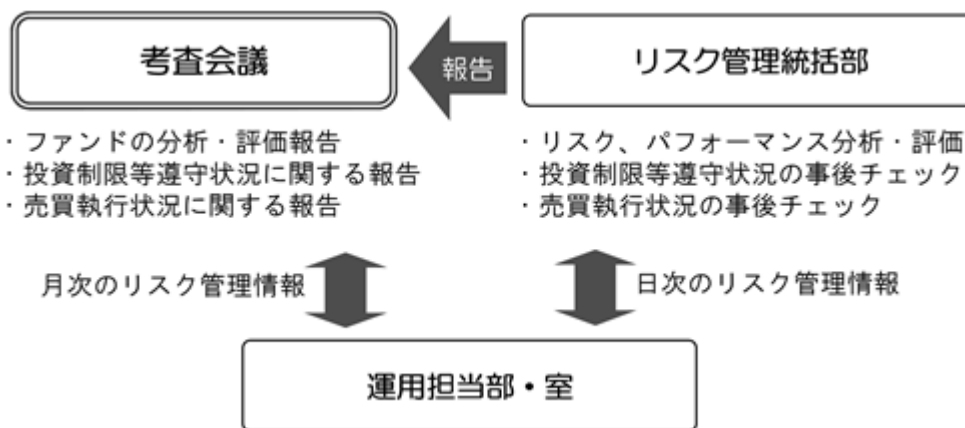 考査会議
報告
リスク管理統括部
・ファンドの分析・評価報告
・投資制限等遵守状況に関する報告
・売買執行状況に関する報告
・リスク、パフォーマンス分析・評価
・投資制限等遵守状況の事後チェック
・売買執行状況の事後チェック
月次のリスク管理情報
日次のリスク管理情報
運用担当部・室